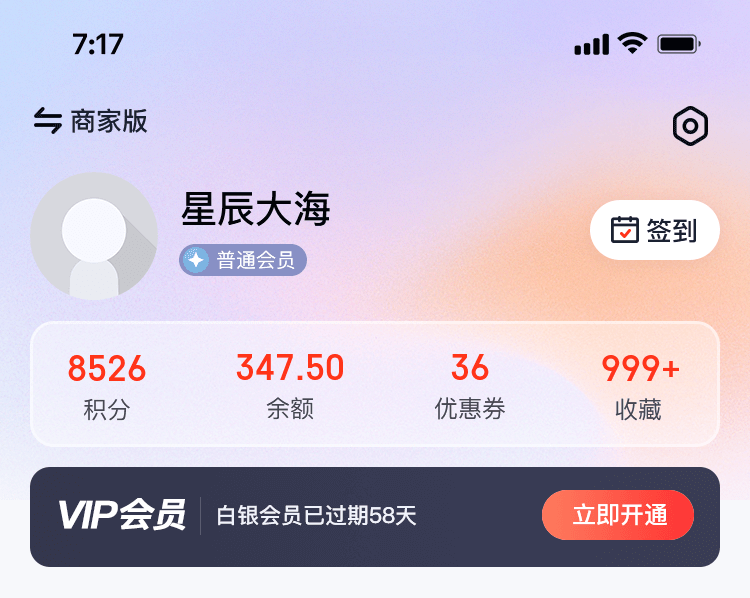 7:17
商家版
星辰大海
普通会员
签到
8526 347.50 36 999+
积分 余额 优惠券 收藏
VIP会员 白银会员已过期58天 立即开通